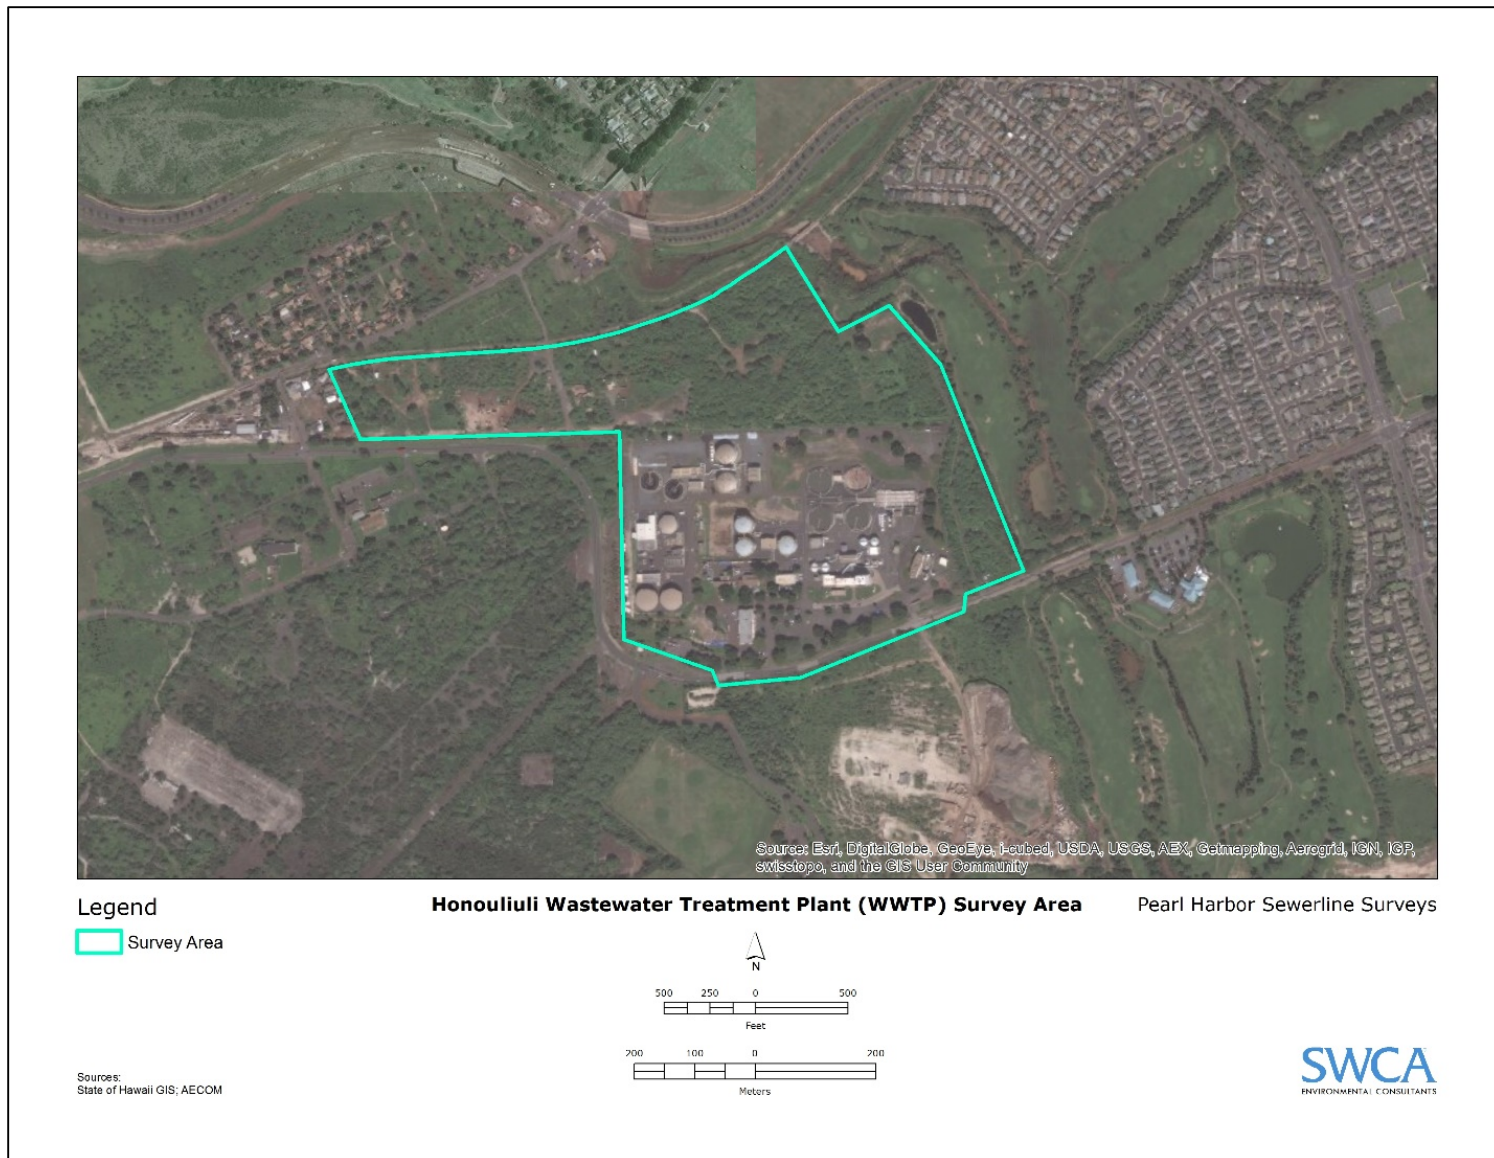 Source: Esri, DigitalGlobe, GeoEye, i-cubed, USDA, USGS, AEX, Getmapping, Aerogrid, IGN, IGP,
swisstopo, and the GIS User Community
Legend
Honouliuli Wastewater Treatment Plant (WWTP) Survey Area
Pearl Harbor Sewerline Surveys
Survey Area
N
500 250 0 500
Feet
200 100 0 200
Meters
Sources:
State of Hawaii GIS; AECOM
SWCA
ENVIRONMENTAL CONSULTANTS